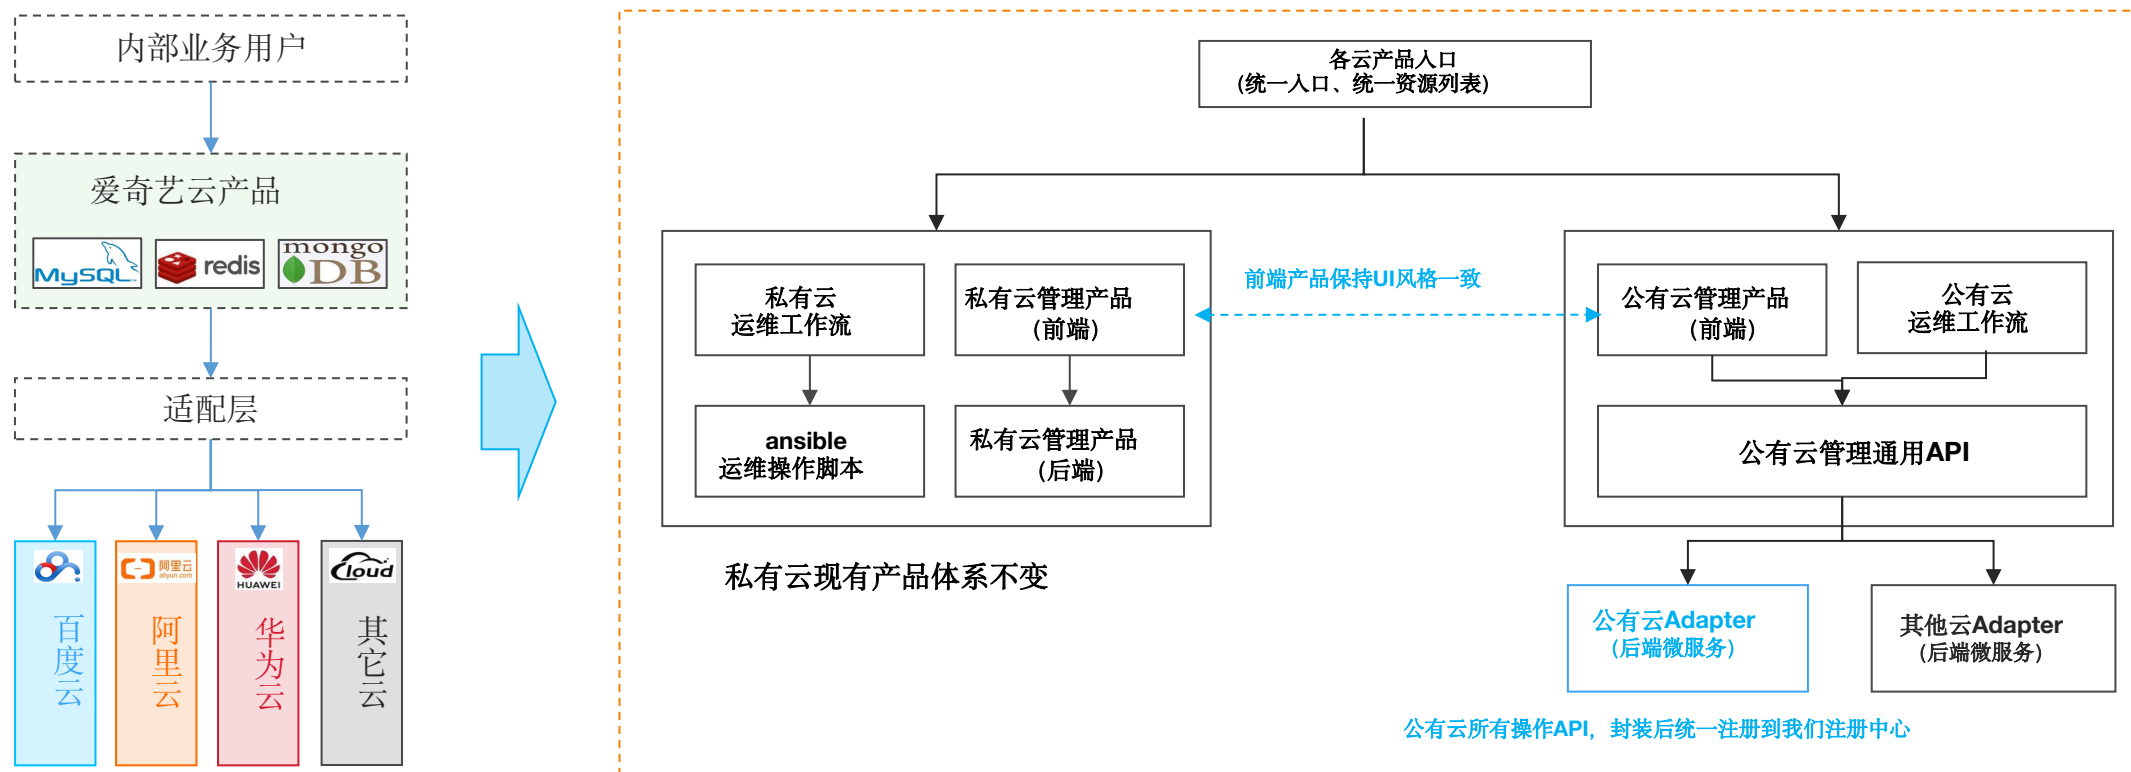 内部业务用户
爱奇艺云产品
MySQL
redis
mongo
DB
适配层
阿里云
aliyun.com
HUAWEI
Cloud
百度云
阿里云
华为云
其它云
各云产品入口
(统一入口、统一资源列表)
私有云
运维工作流
私有云管理产品
(前端)
ansible
运维操作脚本
私有云管理产品
(后端)
私有云现有产品体系不变
前端产品保持UI风格一致
公有云管理产品
(前端)
公有云
运维工作流
公有云管理通用API
公有云Adapter
(后端微服务)
其他云Adapter
(后端微服务)
公有云所有操作API，封装后统一注册到我们注册中心